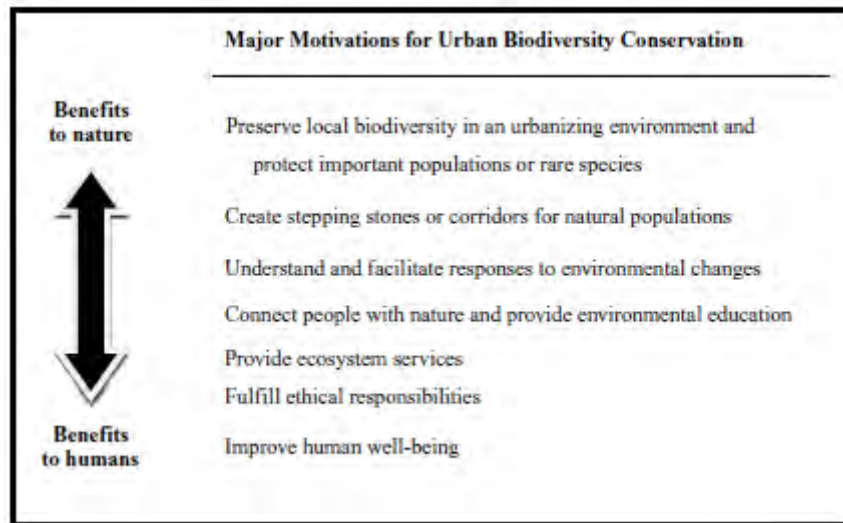 Major Motivations for Urban Biodiversity Conservation
Benefits
to nature
Preserve local biodiversity in an urbanizing environment and
protect important populations or rare species
Create stepping stones or corridors for natural populations
Understand and facilitate responses to environmental changes
Connect people with nature and provide environmental education
Provide ecosystem services
Fulfill ethical responsibilities
Benefits
to humans
Improve human well-being